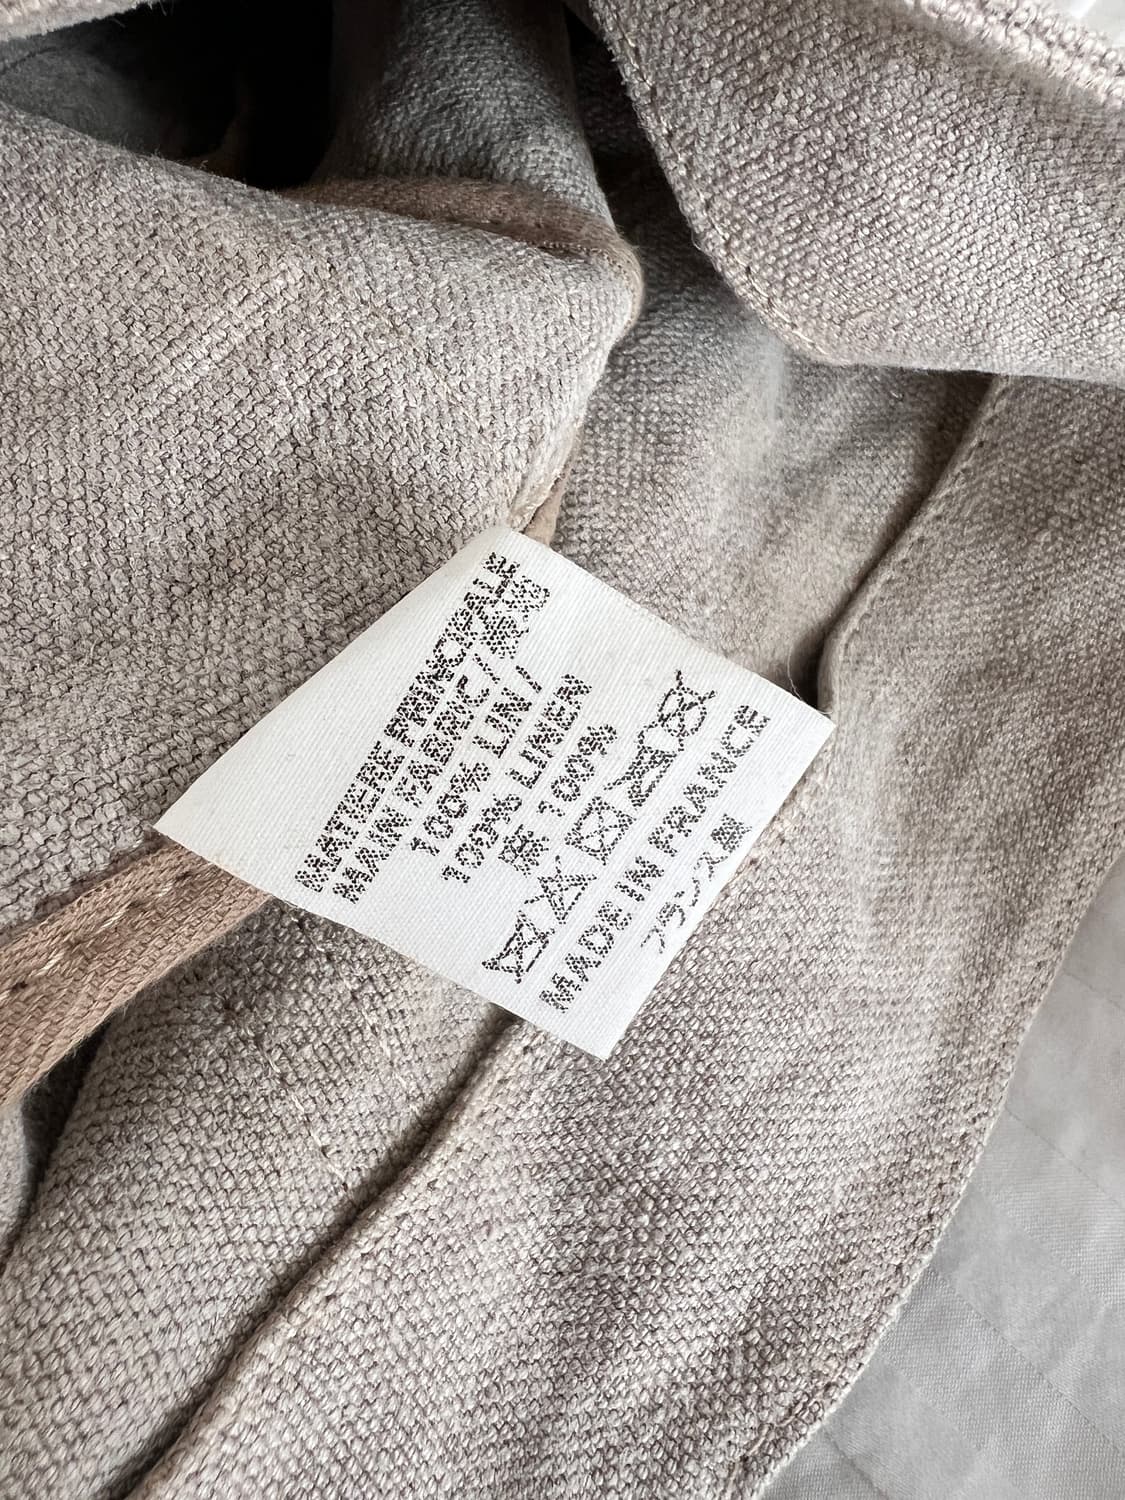 MATIERE PRINCIPALE
MAIN FABRIC / 表地
100% LIN /
100% LINEN
麻 100%
MADE IN FRANCE
フランス製